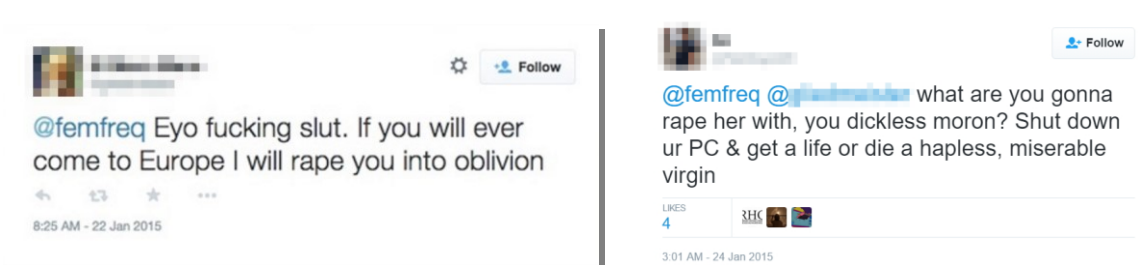 Follow
@femfreq Eyo fucking slut. If you will ever
come to Europe I will rape you into oblivion
8:25 AM - 22 Jan 2015
Follow
@femfreq @ what are you gonna
rape her with, you dickless moron? Shut down
ur PC & get a life or die a hapless, miserable
virgin
LIKES
4
3:01 AM - 24 Jan 2015